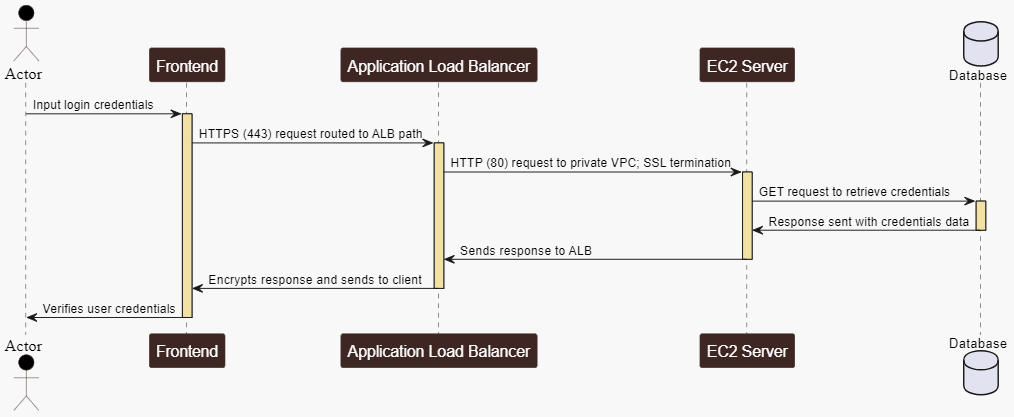 Actor
Frontend
Application Load Balancer
EC2 Server
Database
Input login credentials
HTTPS (443) request routed to ALB path
HTTP (80) request to private VPC; SSL termination
GET request to retrieve credentials
Response sent with credentials data
Sends response to ALB
Encrypts response and sends to client
Verifies user credentials
Actor
Frontend
Application Load Balancer
EC2 Server
Database